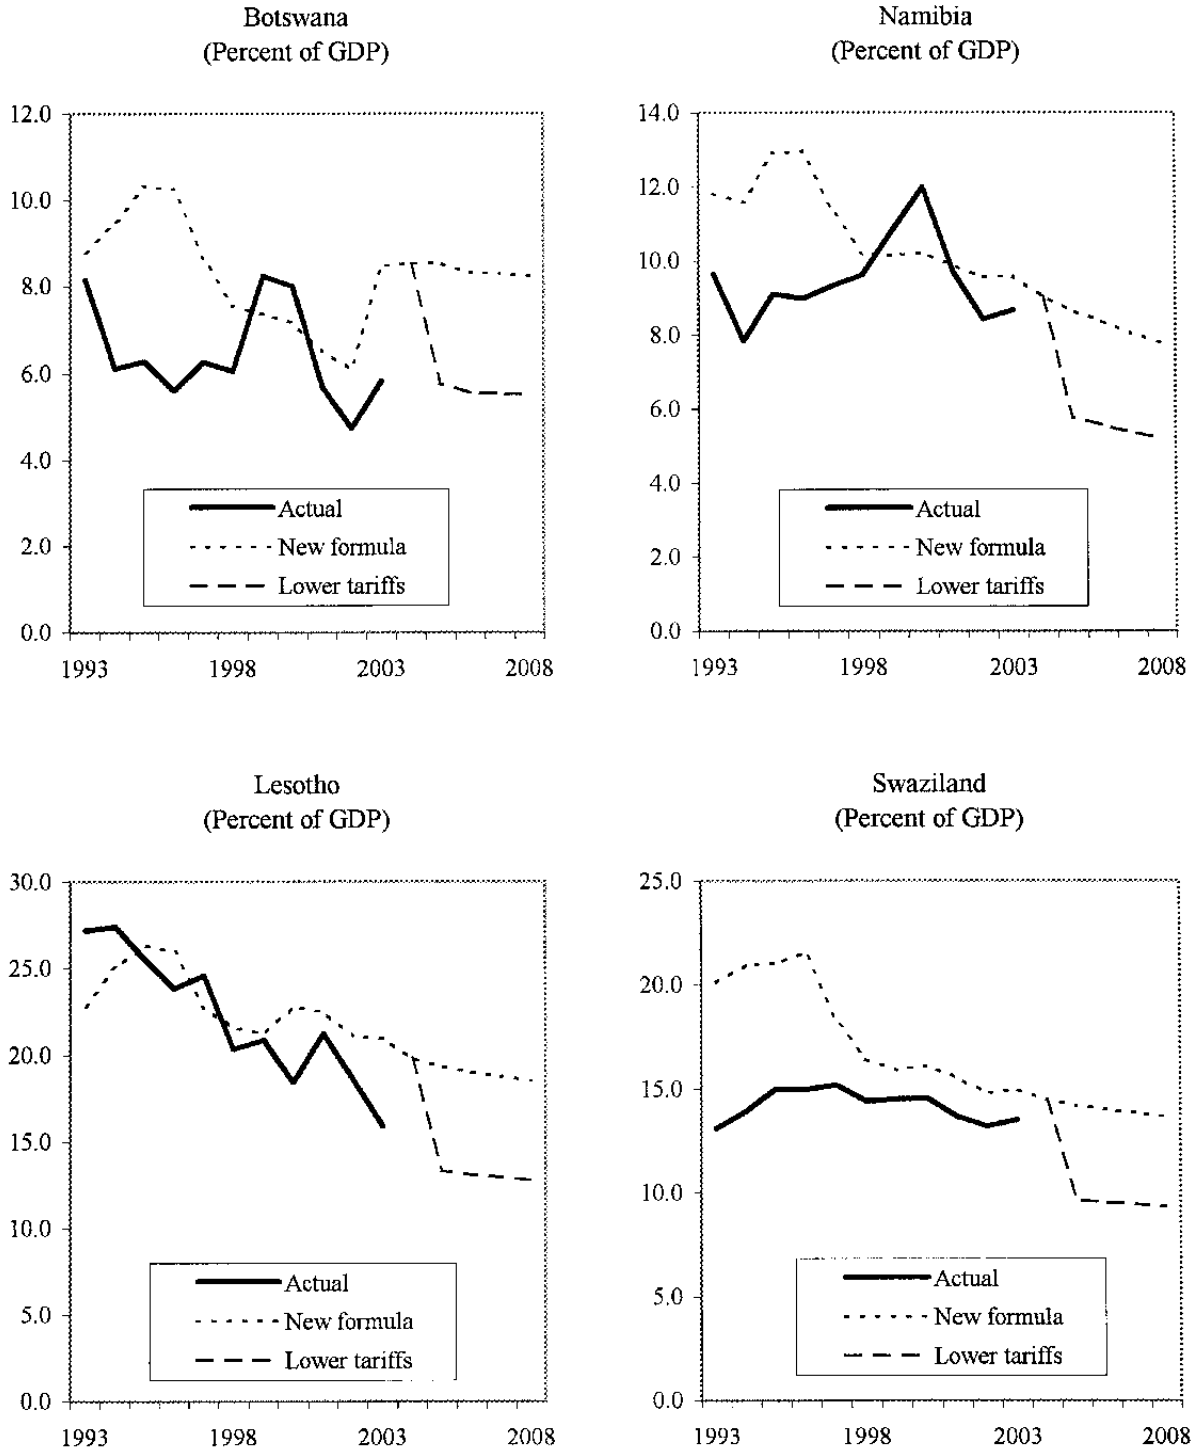 Botswana
(Percent of GDP)
12.0
10.0
8.0
6.0
4.0
2.0
0.0
Actual
New formula
Lower tariffs
1993 1998 2003 2008
Namibia
(Percent of GDP)
14.0
12.0
10.0
8.0
6.0
4.0
2.0
0.0
Actual
New formula
Lower tariffs
1993 1998 2003 2008
Lesotho
(Percent of GDP)
30.0
25.0
20.0
15.0
10.0
5.0
0.0
Actual
New formula
Lower tariffs
1993 1998 2003 2008
Swaziland
(Percent of GDP)
25.0
20.0
15.0
10.0
5.0
0.0
Actual
New formula
Lower tariffs
1993 1998 2003 2008